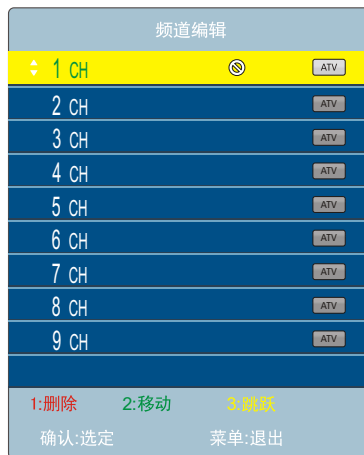 频道编辑
1 CH ATV
2 CH ATV
3 CH ATV
4 CH ATV
5 CH ATV
6 CH ATV
7 CH ATV
8 CH ATV
9 CH ATV
1:删除 2:移动 3:跳跃
确认:选定 菜单:退出